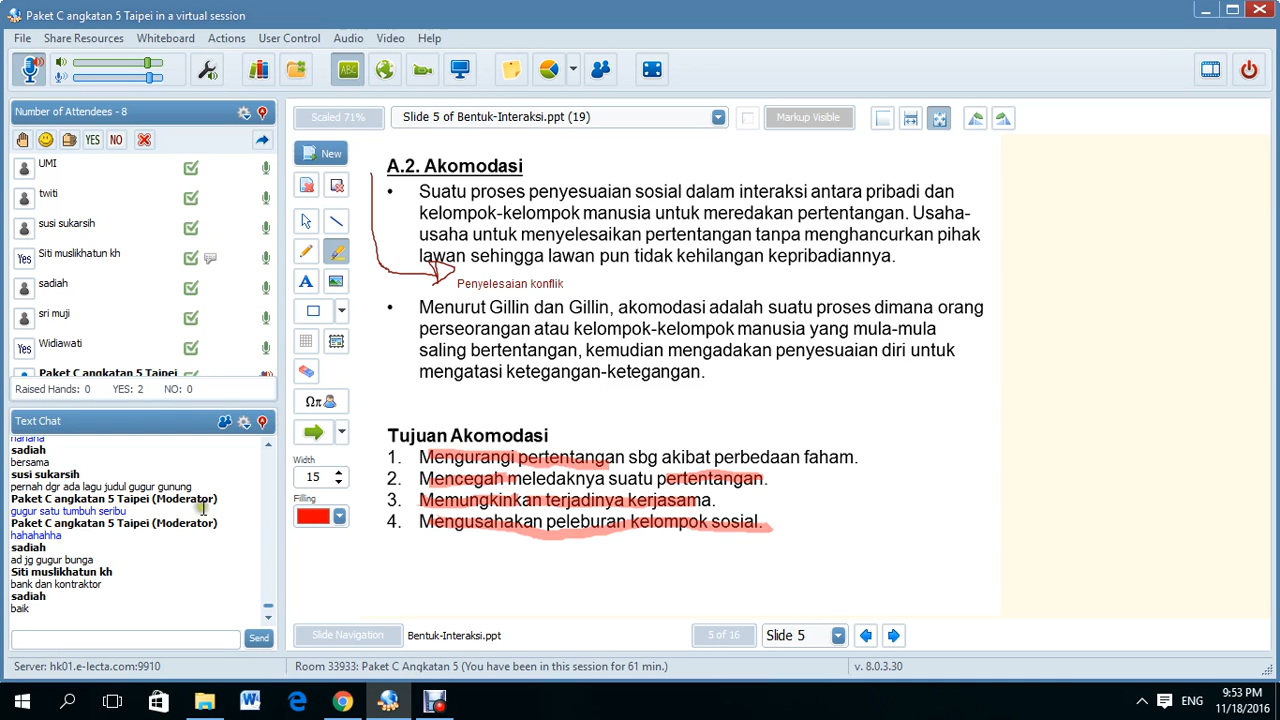 Paket C angkatan 5 Taipei in a virtual session
File Share Resources Whiteboard Actions User Control Audio Video Help
Number of Attendees - 8
YES NO
UMI
twiti
susi sukarsih
Yes Siti muslikhatun kh
sadiah
sri muji
Yes Widiawati
Paket C angkatan 5 Taipei
Raised Hands: 0 YES: 2 NO: 0
Text Chat
hahaha
sadiah
bersama
susi sukarsih
pernah dgr ada lagu judul gugur gunung
Paket C angkatan 5 Taipei (Moderator)
gugur satu tumbuh seribu
Paket C angkatan 5 Taipei (Moderator)
hahahahha
sadiah
ad jg gugur bunga
Siti muslikhatun kh
bank dan kontraktor
sadiah
baik
Send
ABC
Scaled 71%
Slide 5 of Bentuk-Interaksi.ppt (19)
Markup Visible
New
A
Ωπ
Width
15
Filling
A.2. Akomodasi
• Suatu proses penyesuaian sosial dalam interaksi antara pribadi dan
kelompok-kelompok manusia untuk meredakan pertentangan. Usaha-
usaha untuk menyelesaikan pertentangan tanpa menghancurkan pihak
lawan sehingga lawan pun tidak kehilangan kepribadiannya.
Penyelesaian konflik
• Menurut Gillin dan Gillin, akomodasi adalah suatu proses dimana orang
perseorangan atau kelompok-kelompok manusia yang mula-mula
saling bertentangan, kemudian mengadakan penyesuaian diri untuk
mengatasi ketegangan-ketegangan.
Tujuan Akomodasi
1. Mengurangi pertentangan sbg akibat perbedaan faham.
2. Mencegah meledaknya suatu pertentangan.
3. Memungkinkan terjadinya kerjasama.
4. Mengusahakan peleburan kelompok sosial.
Slide Navigation Bentuk-Interaksi.ppt 5 of 16 Slide 5
Server: hk01.e-lecta.com:9910 Room 33933: Paket C Angkatan 5 (You have been in this session for 61 min.) v. 8.0.3.30
ENG
9:53 PM
11/18/2016